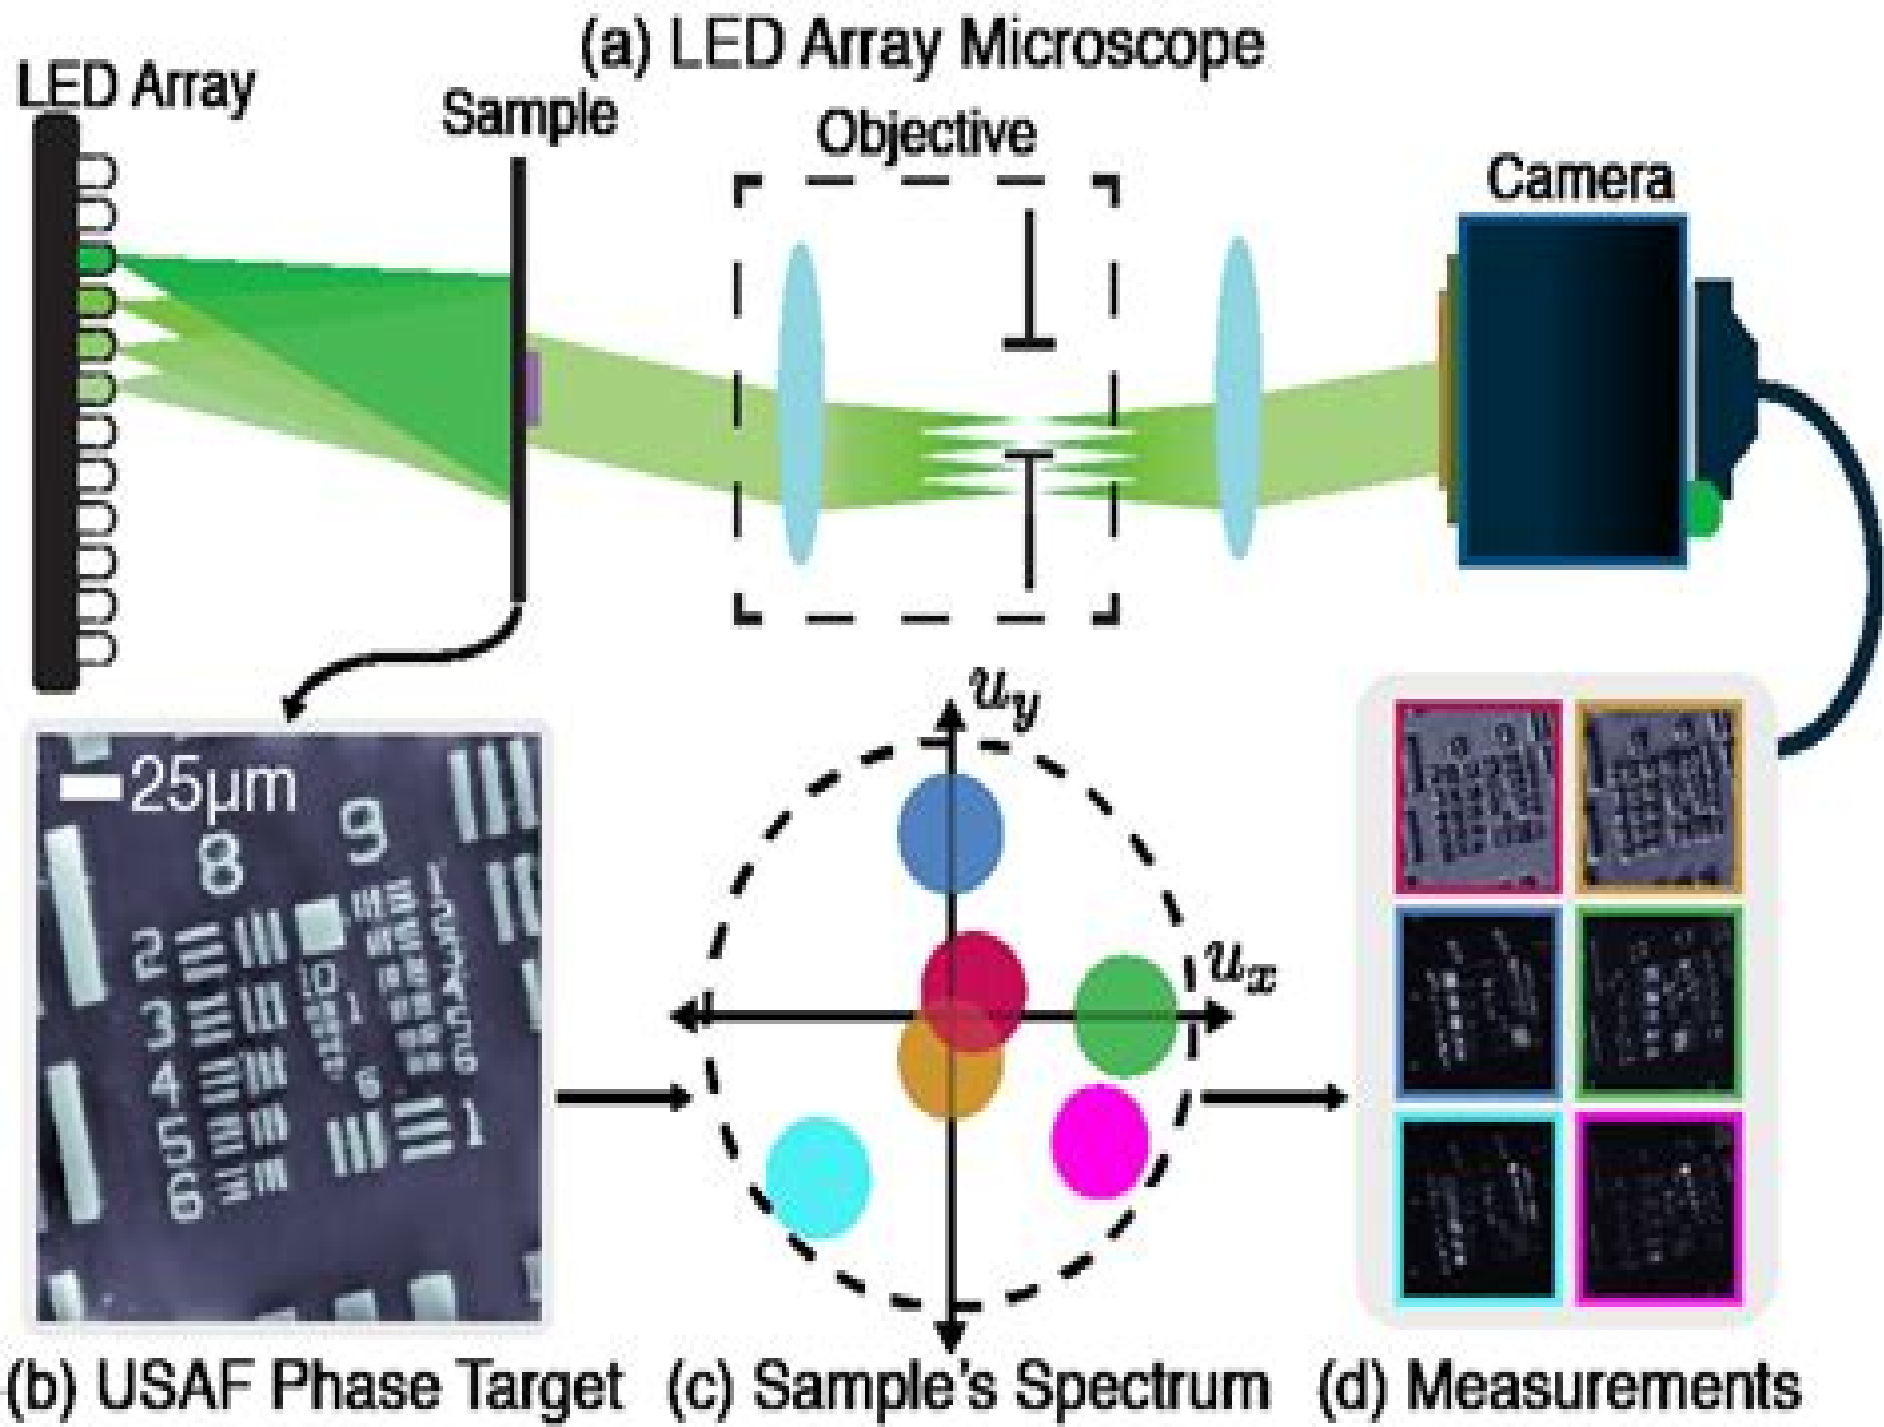 (a) LED Array Microscope
LED Array
Sample
Objective
Camera
25μm
8
9
2
3
4
5
6
1
u_y
u_x
(b) USAF Phase Target
(c) Sample's Spectrum
(d) Measurements